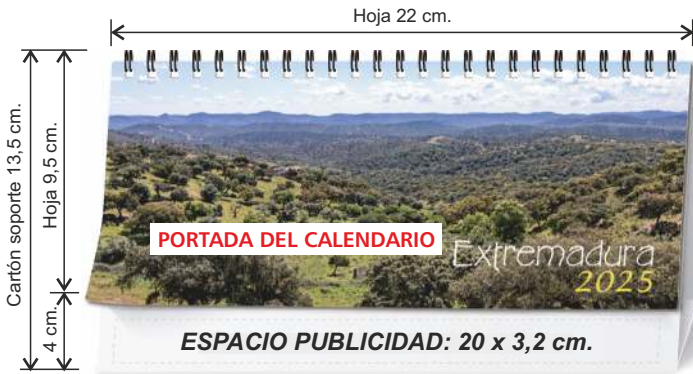 Hoja 22 cm.
Cartón soporte 13,5 cm.
Hoja 9,5 cm.
4 cm.
PORTADA DEL CALENDARIO
Extremadura
2025
ESPACIO PUBLICIDAD: 20 x 3,2 cm.